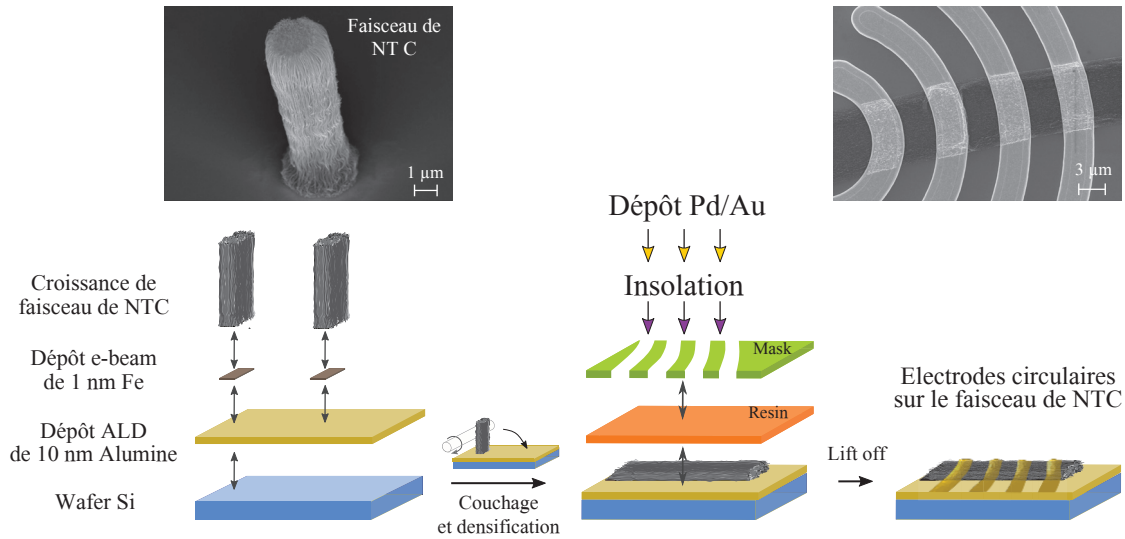 Faisceau de
NT C
1 µm
3 µm
Dépôt Pd/Au
Insolation
Croissance de
faisceau de NTC
Dépôt e-beam
de 1 nm Fe
Dépôt ALD
de 10 nm Alumine
Wafer Si
Couchage
et densification
Mask
Resin
Lift off
Electrodes circulaires
sur le faisceau de NTC